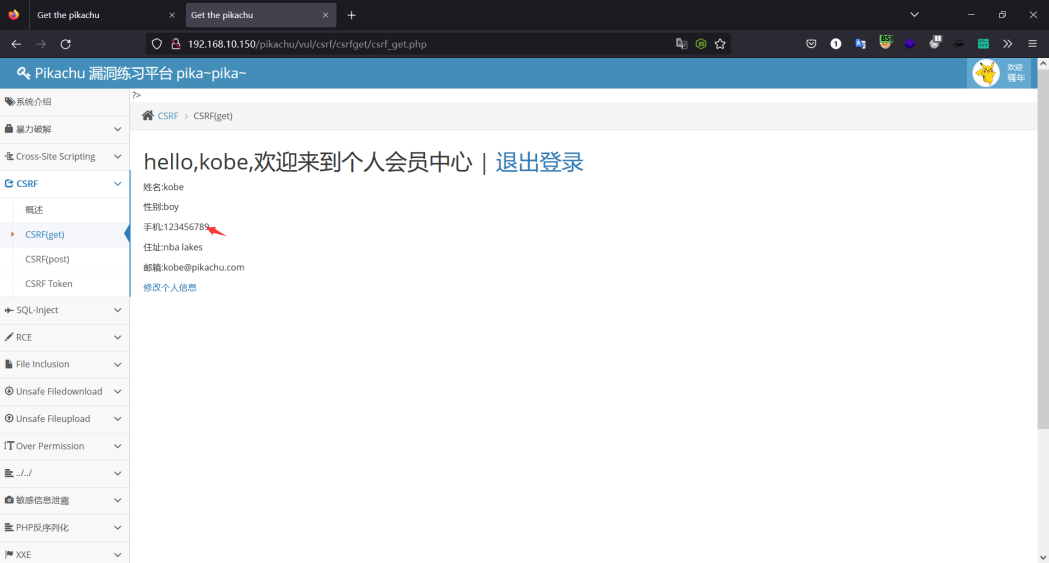 Get the pikachu
Get the pikachu
192.168.10.150/pikachu/vul/csrf/csrfget/csrf_get.php
Pikachu 漏洞练习平台 pika~pika~
欢迎
骚年
系统介绍
暴力破解
Cross-Site Scripting
CSRF
概述
CSRF(get)
CSRF(post)
CSRF Token
SQL-Inject
RCE
File Inclusion
Unsafe Filedownload
Unsafe Fileupload
Over Permission
../../
敏感信息泄露
PHP反序列化
XXE
?>
CSRF > CSRF(get)
hello,kobe,欢迎来到个人会员中心 | 退出登录
姓名:kobe
性别:boy
手机:123456789
住址:nba lakes
邮箱:kobe@pikachu.com
修改个人信息